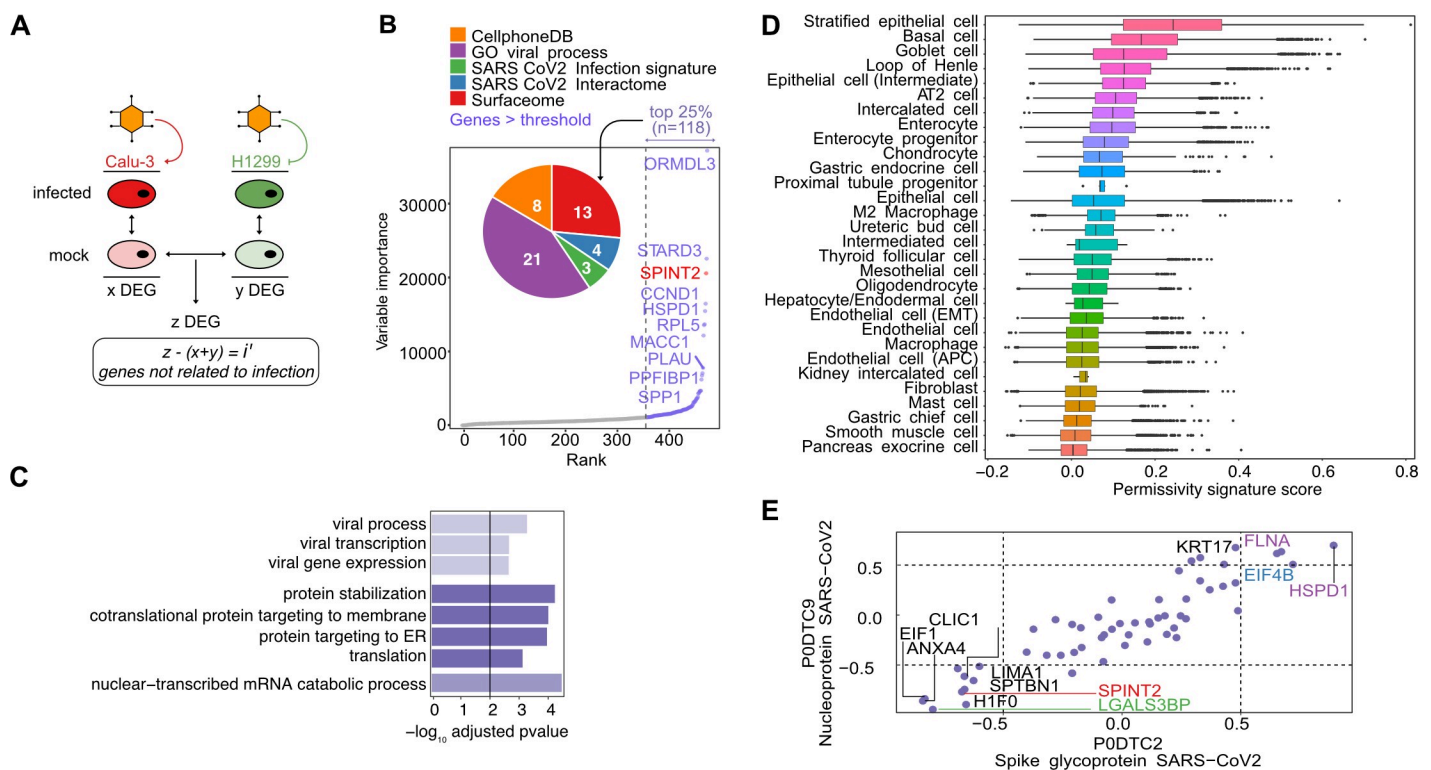 A
Calu-3
H1299
infected
mock
x DEG
y DEG
z DEG
z - (x+y) = i'
genes not related to infection
B
CellphoneDB
GO viral process
SARS CoV2 Infection signature
SARS CoV2 Interactome
Surfaceome
Genes > threshold
top 25%
(n=118)
ORMDL3
8
13
4
3
21
STARD3
SPINT2
CCND1
HSPD1
RPL5
MACC1
PLAU
PPFIBP1
SPP1
Variable importance
30000
20000
10000
0
0 100 200 300 400
Rank
C
viral process
viral transcription
viral gene expression
protein stabilization
cotranslational protein targeting to membrane
protein targeting to ER
translation
nuclear−transcribed mRNA catabolic process
0 1 2 3 4
−log10 adjusted pvalue
D
Stratified epithelial cell
Basal cell
Goblet cell
Loop of Henle
Epithelial cell (Intermediate)
AT2 cell
Intercalated cell
Enterocyte
Enterocyte progenitor
Chondrocyte
Gastric endocrine cell
Proximal tubule progenitor
Epithelial cell
M2 Macrophage
Ureteric bud cell
Intermediated cell
Thyroid follicular cell
Mesothelial cell
Oligodendrocyte
Hepatocyte/Endodermal cell
Endothelial cell (EMT)
Endothelial cell
Macrophage
Endothelial cell (APC)
Kidney intercalated cell
Fibroblast
Mast cell
Gastric chief cell
Smooth muscle cell
Pancreas exocrine cell
−0.2 0.0 0.2 0.4 0.6 0.8
Permissivity signature score
E
P0DTC9
Nucleoprotein SARS−CoV2
0.5
0.0
−0.5
KRT17
FLNA
EIF4B
HSPD1
CLIC1
EIF1
ANXA4
LIMA1
SPTBN1
SPINT2
H1F0
LGALS3BP
−0.5 0.0 0.5
P0DTC2
Spike glycoprotein SARS−CoV2